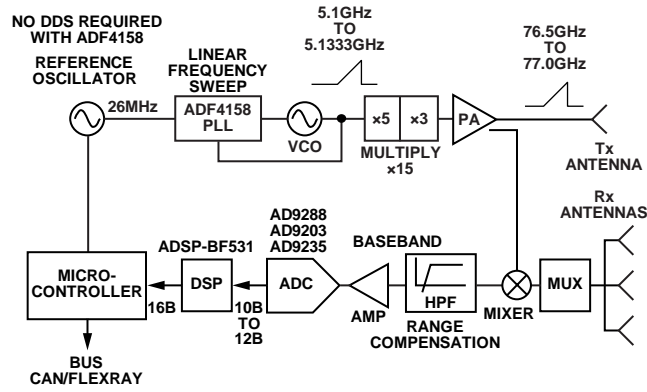 NO DDS REQUIRED
WITH ADF4158
REFERENCE
OSCILLATOR
26MHz
LINEAR
FREQUENCY
SWEEP
ADF4158
PLL
VCO
5.1GHz
TO
5.1333GHz
×5
×3
MULTIPLY
×15
PA
76.5GHz
TO
77.0GHz
Tx
ANTENNA
Rx
ANTENNAS
MICRO-
CONTROLLER
16B
BUS
CAN/FLEXRAY
ADSP-BF531
DSP
10B
TO
12B
AD9288
AD9203
AD9235
ADC
BASEBAND
AMP
HPF
RANGE
COMPENSATION
MIXER
MUX